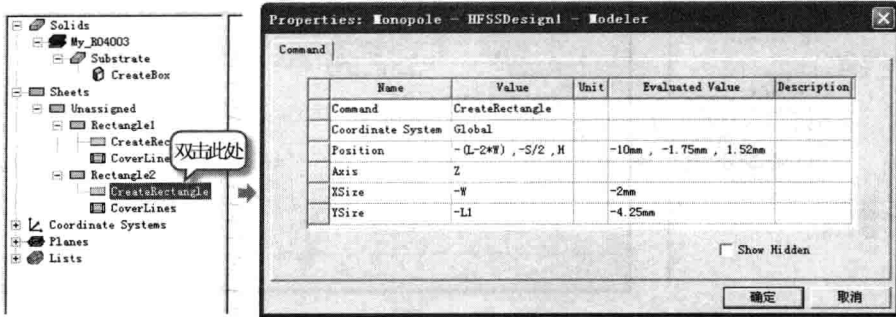 Solids
My_R04003
Substrate
CreateBox
Sheets
Unassigned
Rectangle1
CreateRec
CoverLine
Rectangle2
CreateRectangle
CoverLines
Coordinate Systems
Planes
Lists
双击此处
Properties: Monopole - HFSSDesign1 - Modeler
Command
Name Value Unit Evaluated Value Description
Command CreateRectangle
Coordinate System Global
Position -(L-2*W) ,-S/2 ,H -10mm , -1.75mm , 1.52mm
Axis Z
XSize -W -2mm
YSize -L1 -4.25mm
Show Hidden
确定 取消